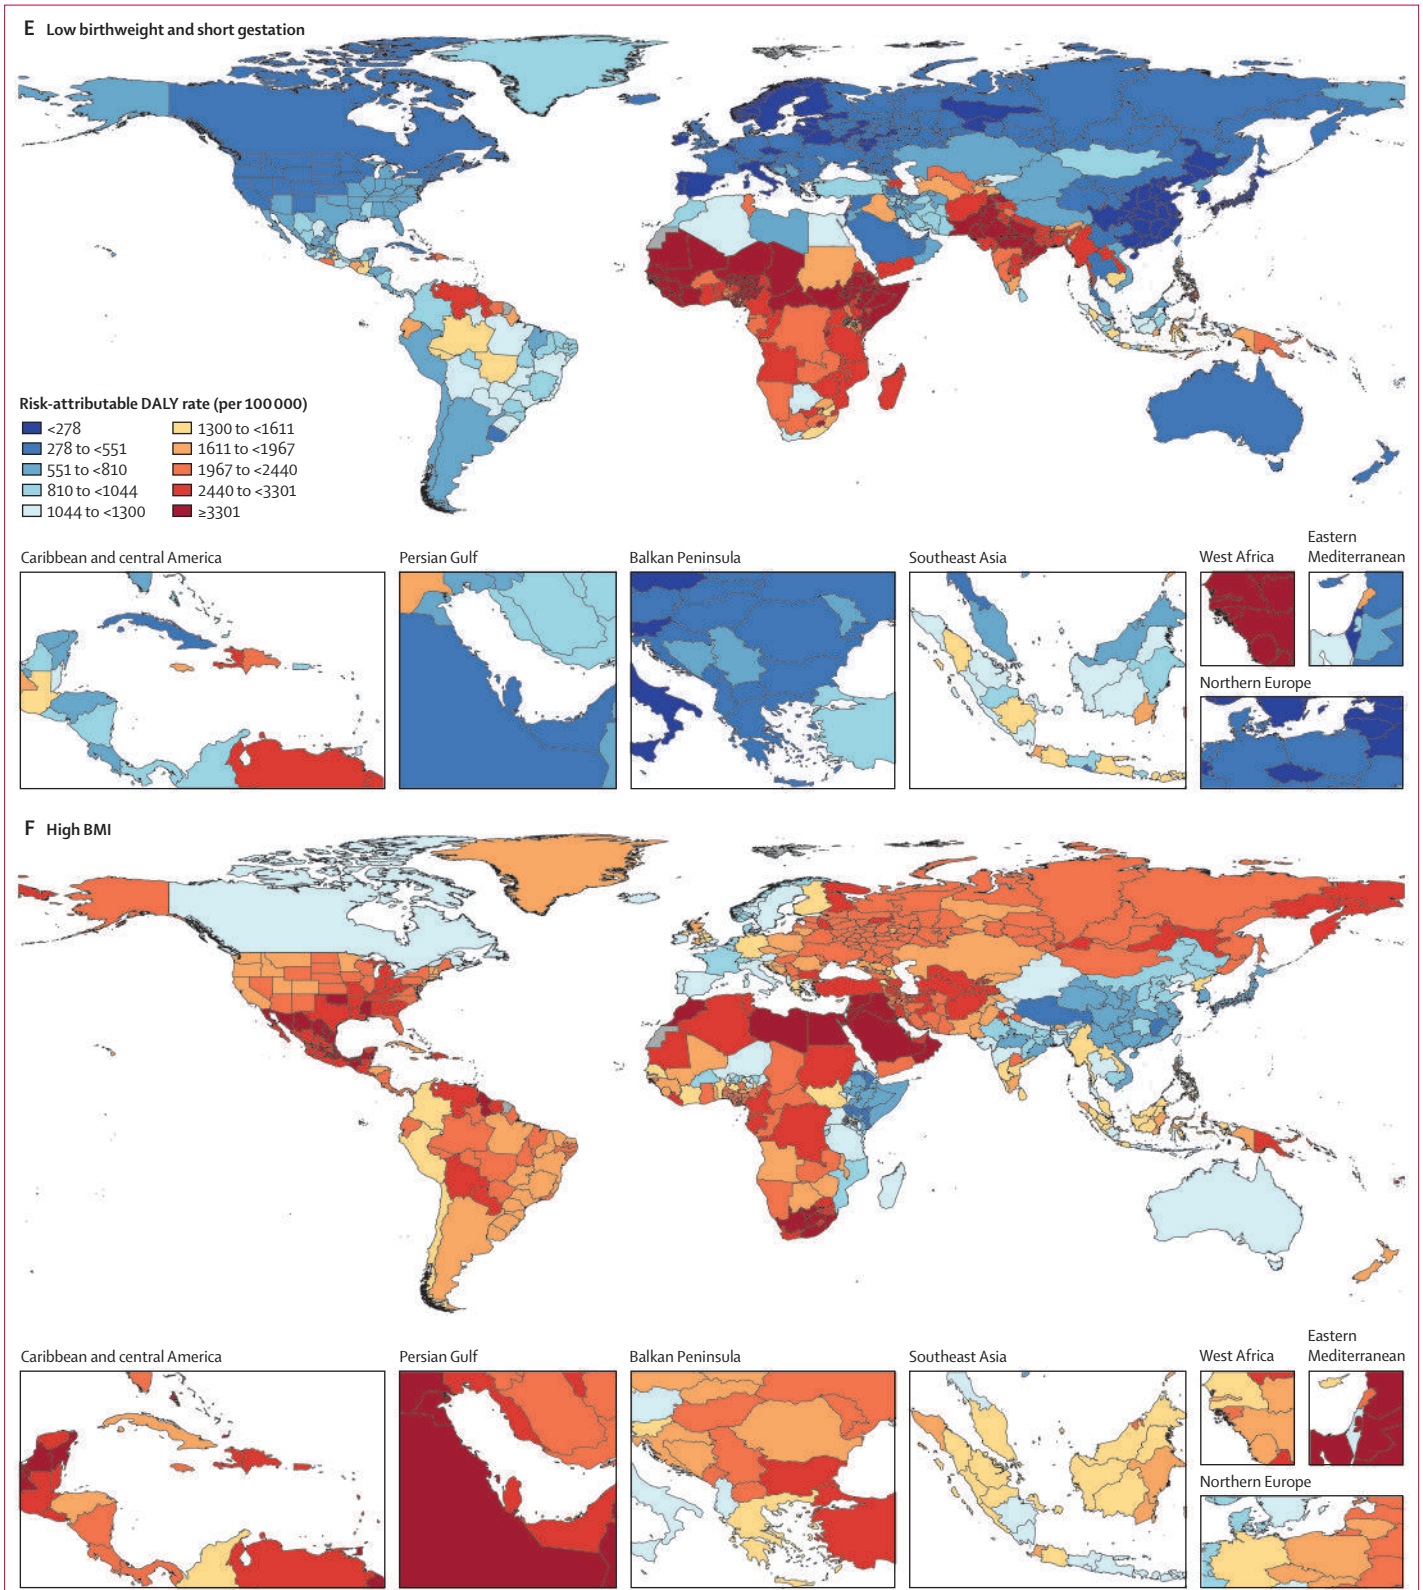 E Low birthweight and short gestation
Risk-attributable DALY rate (per 100 000)
<278
278 to <551
551 to <810
810 to <1044
1044 to <1300
1300 to <1611
1611 to <1967
1967 to <2440
2440 to <3301
≥3301
Caribbean and central America
Persian Gulf
Balkan Peninsula
Southeast Asia
West Africa
Eastern
Mediterranean
Northern Europe
F High BMI
Caribbean and central America
Persian Gulf
Balkan Peninsula
Southeast Asia
West Africa
Eastern
Mediterranean
Northern Europe